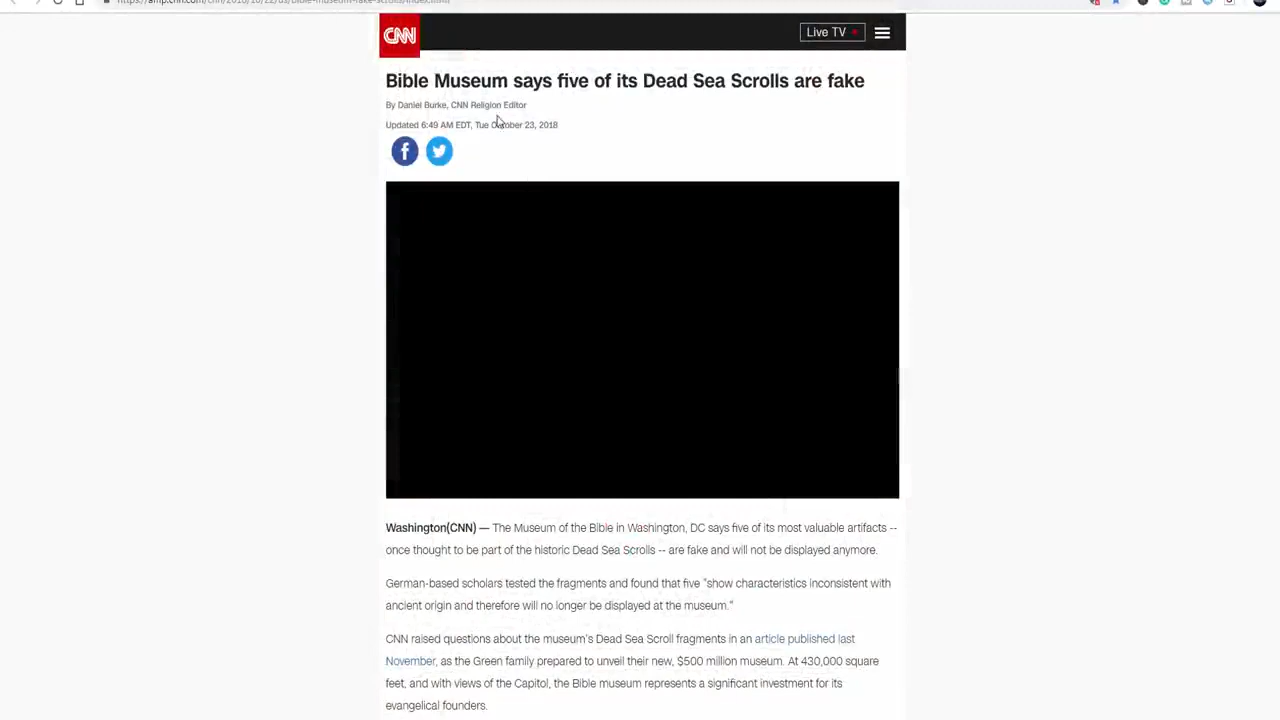 CNN
Live TV
Bible Museum says five of its Dead Sea Scrolls are fake
By Daniel Burke, CNN Religion Editor
Updated 6:49 AM EDT, Tue October 23, 2018
Washington(CNN) — The Museum of the Bible in Washington, DC says five of its most valuable artifacts --
once thought to be part of the historic Dead Sea Scrolls -- are fake and will not be displayed anymore.
German-based scholars tested the fragments and found that five "show characteristics inconsistent with
ancient origin and therefore will no longer be displayed at the museum."
CNN raised questions about the museum's Dead Sea Scroll fragments in an article published last
November, as the Green family prepared to unveil their new, $500 million museum. At 430,000 square
feet, and with views of the Capitol, the Bible museum represents a significant investment for its
evangelical founders.